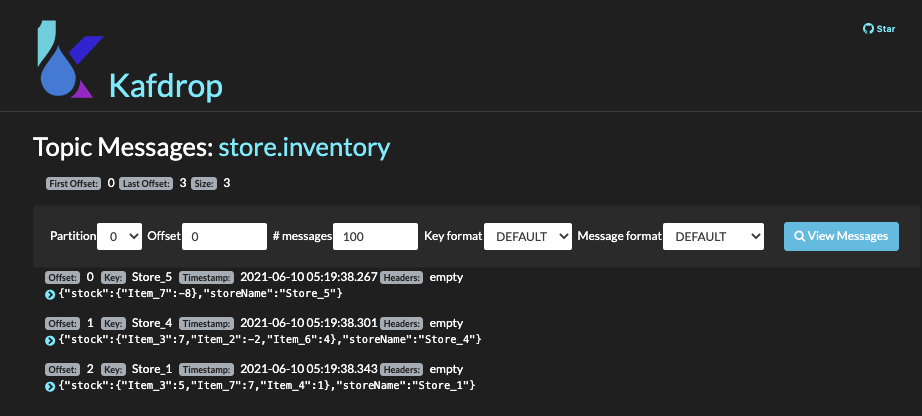 Star
Kafdrop
Topic Messages: store.inventory
First Offset: 0 Last Offset: 3 Size: 3
Partition 0 Offset 0 # messages 100 Key format DEFAULT Message format DEFAULT View Messages
Offset: 0 Key: Store_5 Timestamp: 2021-06-10 05:19:38.267 Headers: empty
{"stock":{"Item_7":-8},"storeName":"Store_5"}
Offset: 1 Key: Store_4 Timestamp: 2021-06-10 05:19:38.301 Headers: empty
{"stock":{"Item_3":7,"Item_2":-2,"Item_6":4},"storeName":"Store_4"}
Offset: 2 Key: Store_1 Timestamp: 2021-06-10 05:19:38.343 Headers: empty
{"stock":{"Item_3":5,"Item_7":7,"Item_4":1},"storeName":"Store_1"}